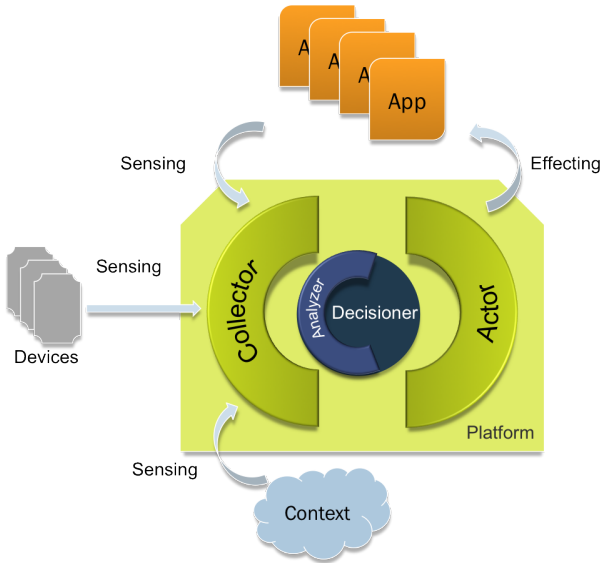 A
A
A
App
Sensing
Effecting
Sensing
Collector
Analyzer
Decisioner
Actor
Devices
Platform
Sensing
Context